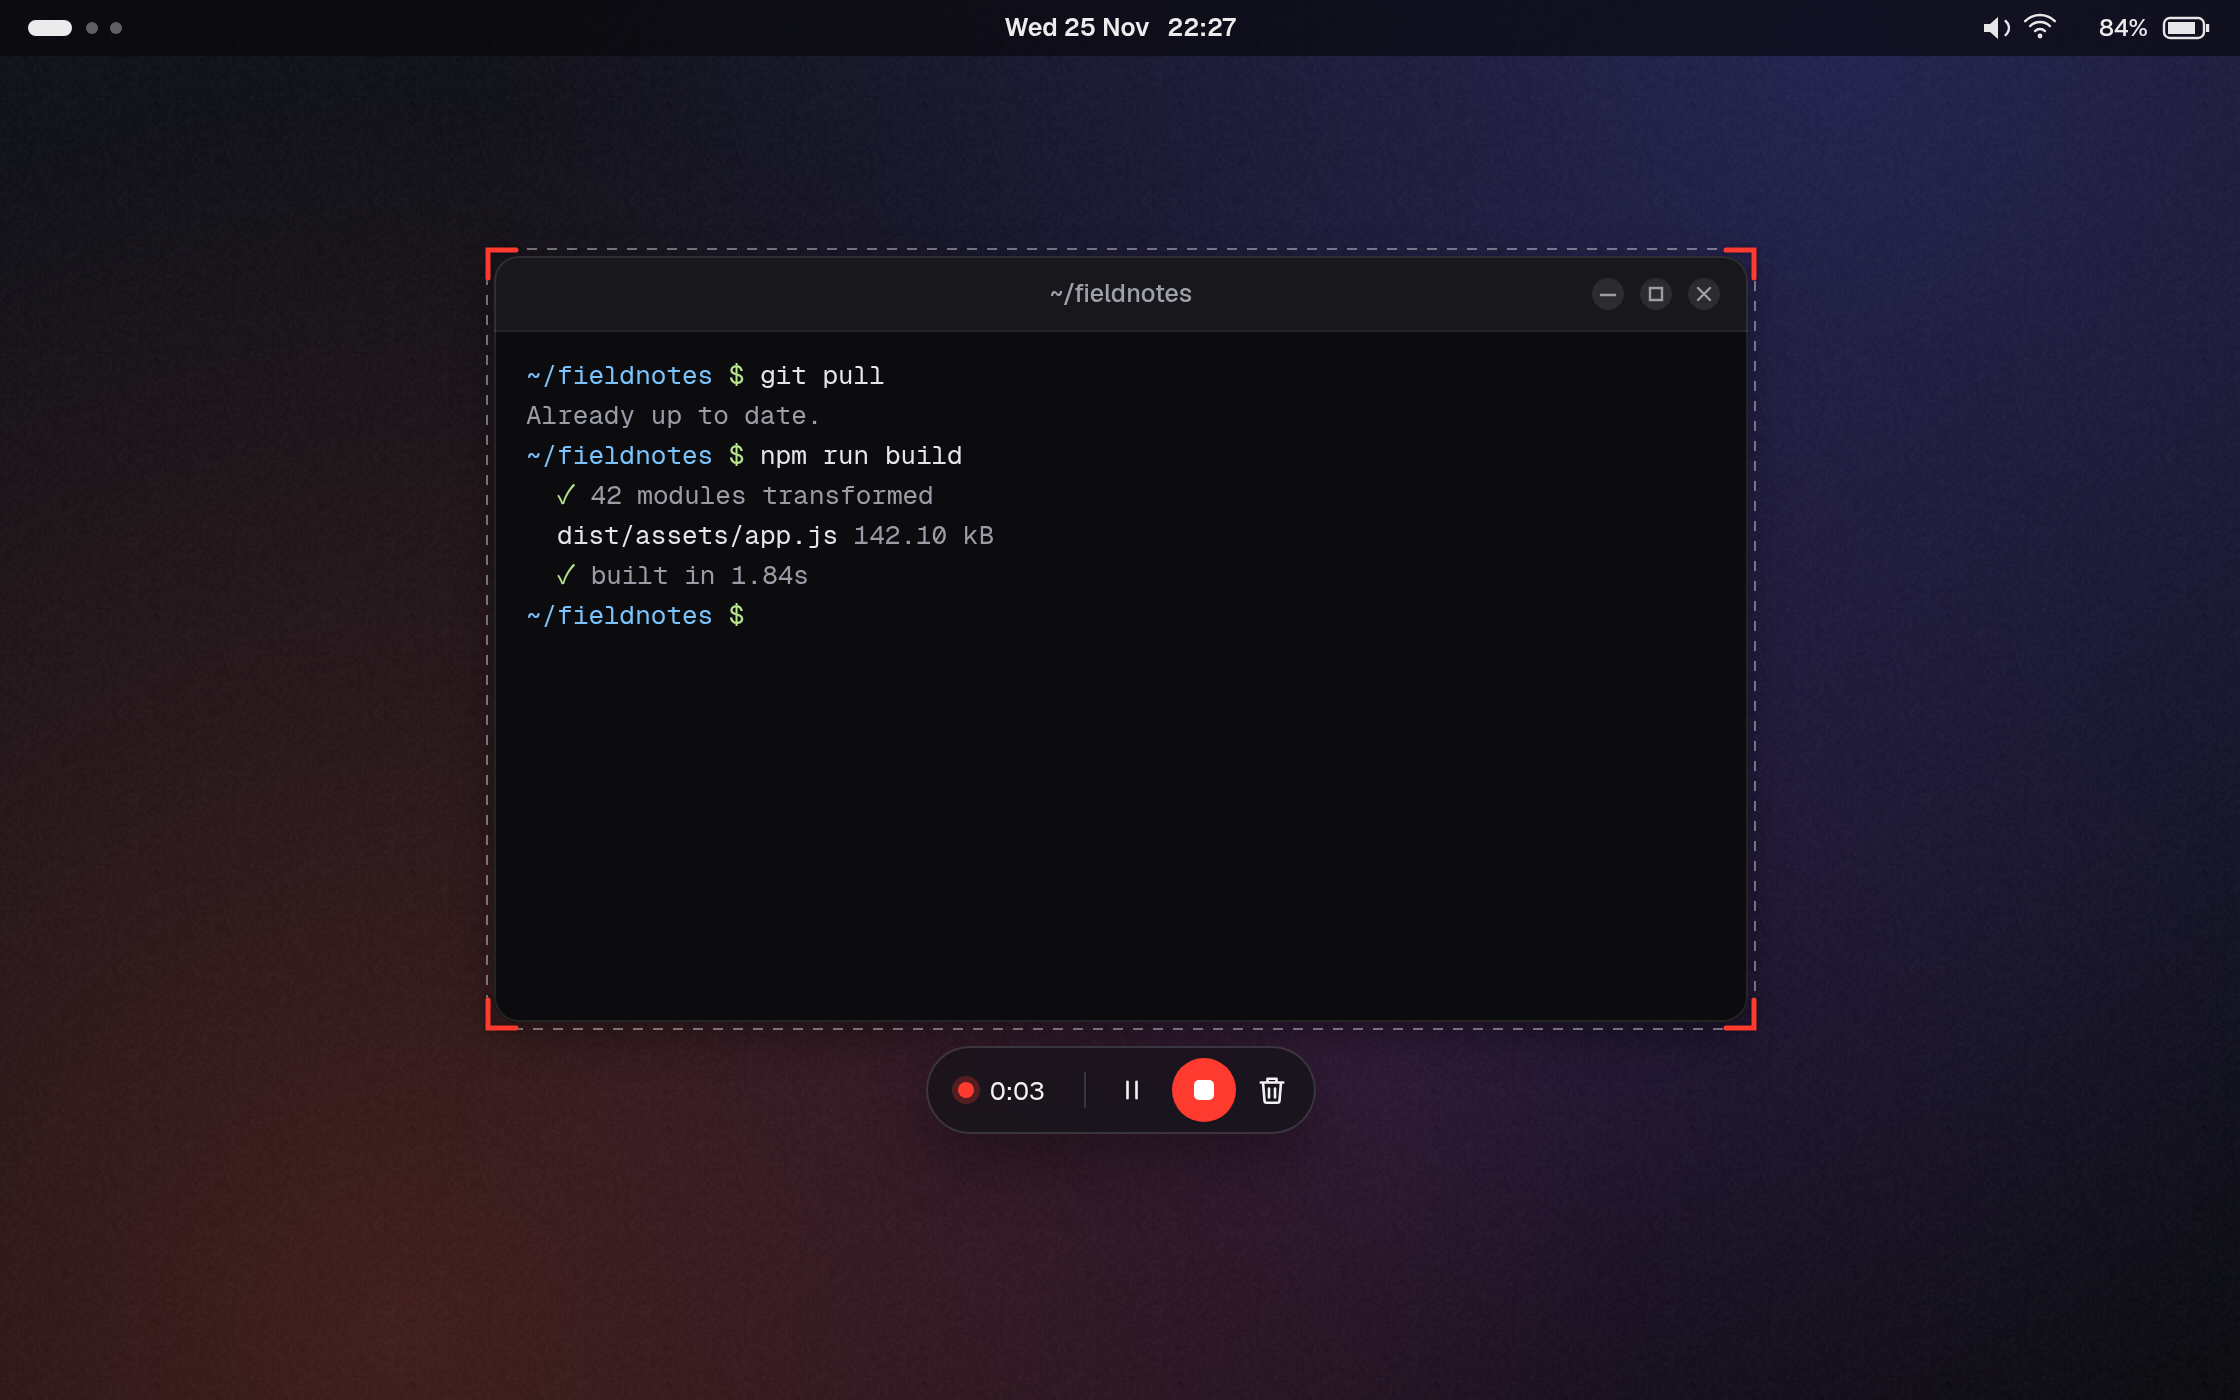 Wed 25 Nov 22:27
84%
~/fieldnotes
~/fieldnotes $ git pull
Already up to date.
~/fieldnotes $ npm run build
✓ 42 modules transformed
dist/assets/app.js 142.10 kB
✓ built in 1.84s
~/fieldnotes $
0:03